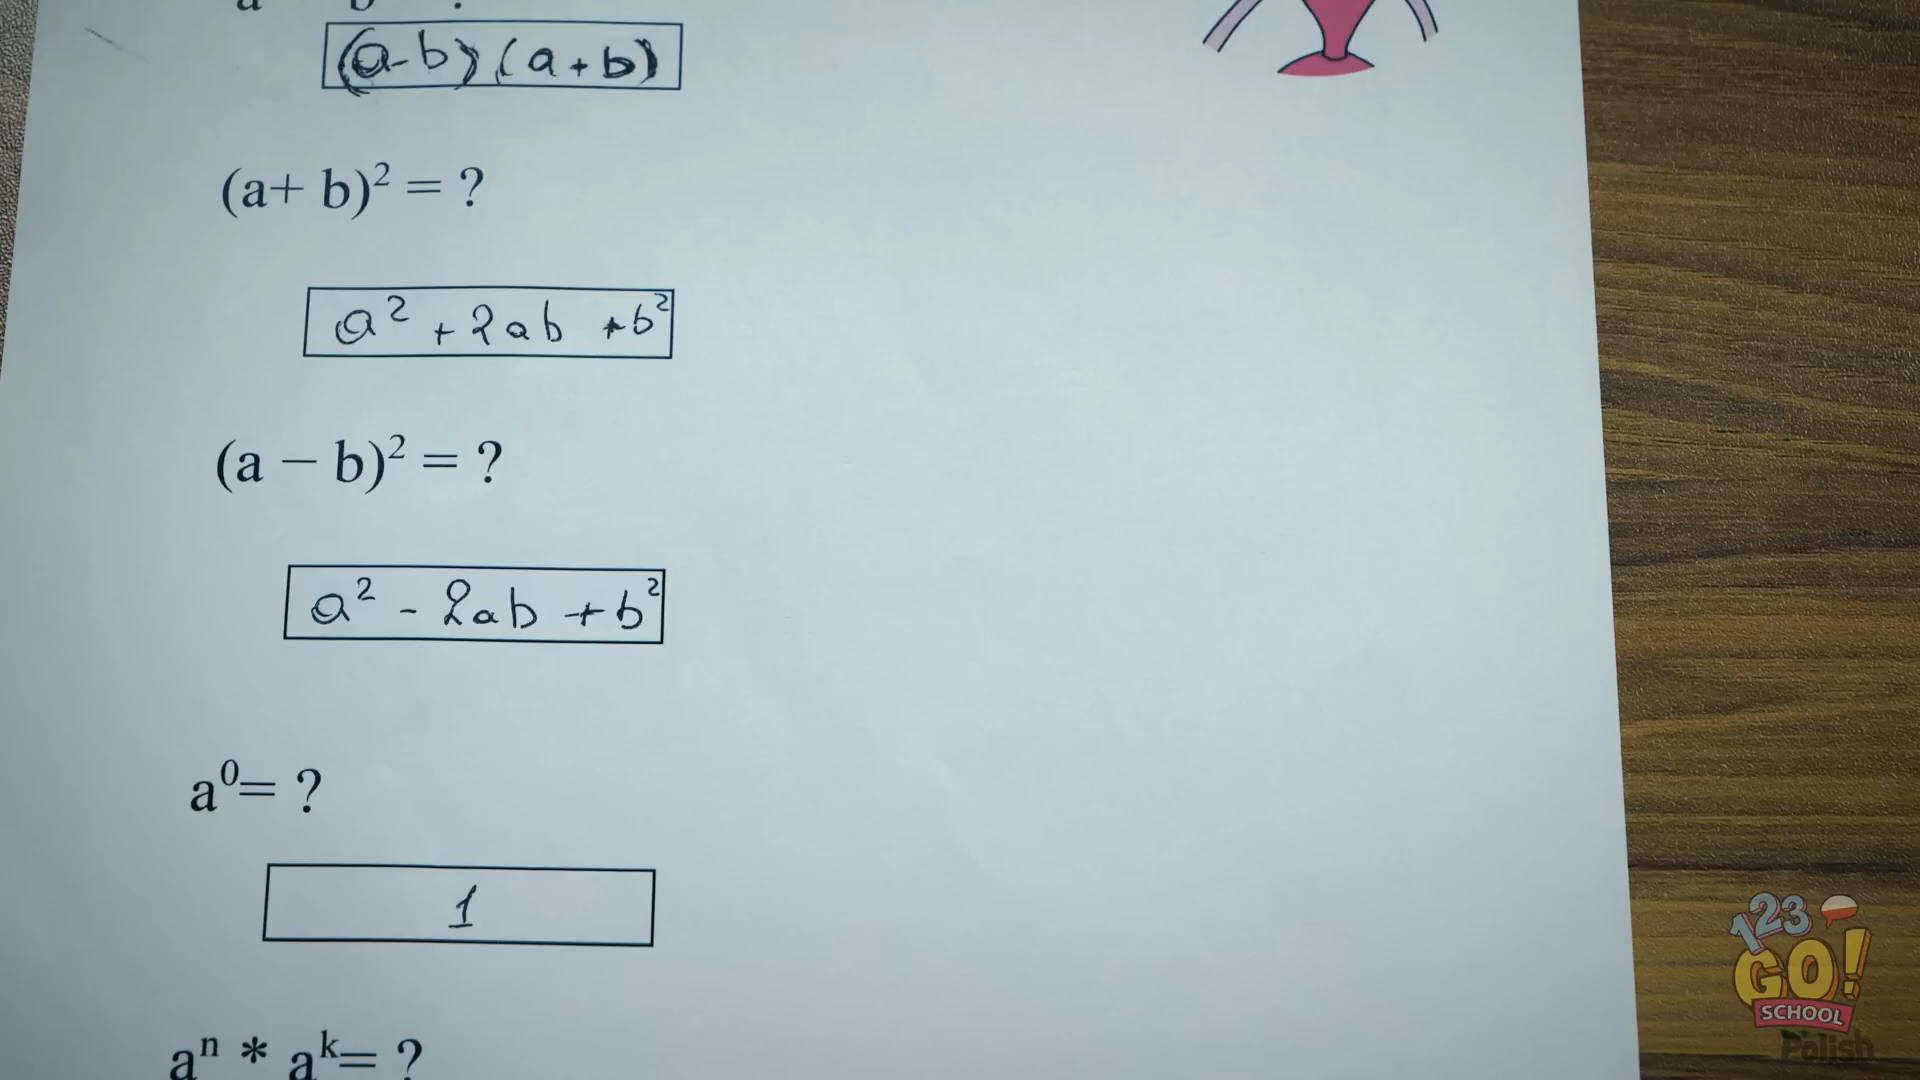 (a-b)(a+b)
(a+ b)² = ?
a² + 2ab + b²
(a − b)² = ?
a² - 2ab + b²
a⁰= ?
1
aⁿ * aᵏ= ?
123
GO!
SCHOOL
Polish